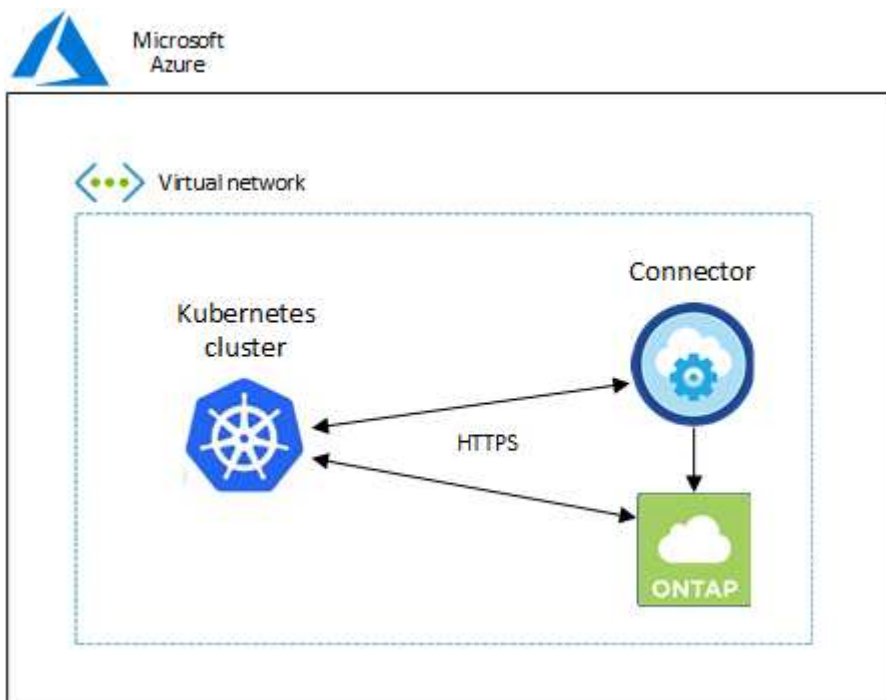 Microsoft
Azure
Virtual network
Connector
Kubernetes
cluster
HTTPS
ONTAP